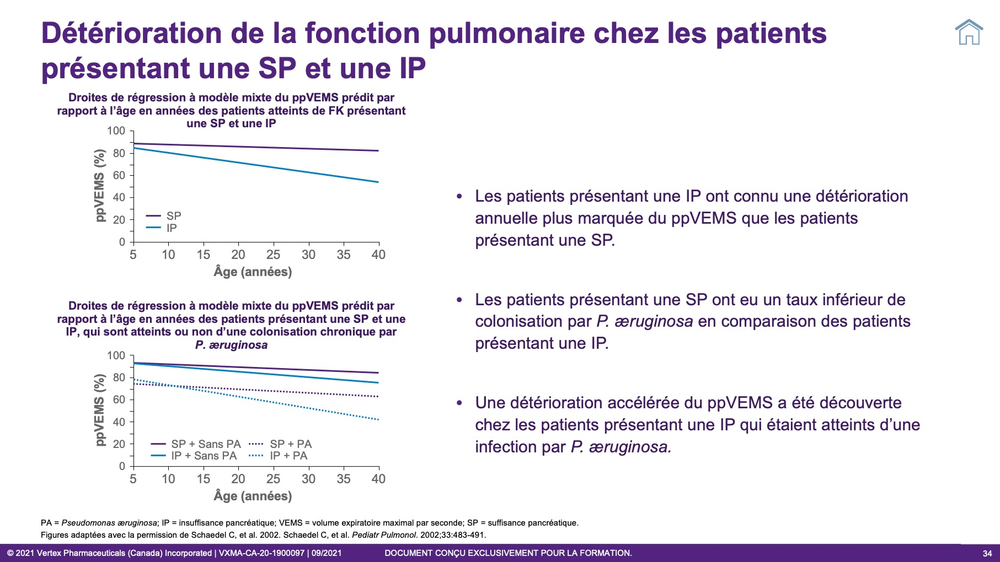 Détérioration de la fonction pulmonaire chez les patients
présentant une SP et une IP
Droites de régression à modèle mixte du ppVEMS prédit par
rapport à l’âge en années des patients atteints de FK présentant
une SP et une IP
100
80
60
40
20
0
ppVEMS (%)
SP
IP
5 10 15 20 25 30 35 40
Âge (années)
Droites de régression à modèle mixte du ppVEMS prédit par
rapport à l’âge en années des patients présentant une SP et une
IP, qui sont atteints ou non d’une colonisation chronique par
P. æruginosa
100
80
60
40
20
0
ppVEMS (%)
SP + Sans PA SP + PA
IP + Sans PA IP + PA
5 10 15 20 25 30 35 40
Âge (années)
• Les patients présentant une IP ont connu une détérioration
annuelle plus marquée du ppVEMS que les patients
présentant une SP.
• Les patients présentant une SP ont eu un taux inférieur de
colonisation par P. æruginosa en comparaison des patients
présentant une IP.
• Une détérioration accélérée du ppVEMS a été découverte
chez les patients présentant une IP qui étaient atteints d’une
infection par P. æruginosa.
PA = Pseudomonas æruginosa; IP = insuffisance pancréatique; VEMS = volume expiratoire maximal par seconde; SP = suffisance pancréatique.
Figures adaptées avec la permission de Schaedel C, et al. 2002. Schaedel C, et al. Pediatr Pulmonol. 2002;33:483-491.
© 2021 Vertex Pharmaceuticals (Canada) Incorporated | VXMA-CA-20-1900097 | 09/2021 DOCUMENT CONÇU EXCLUSIVEMENT POUR LA FORMATION. 34